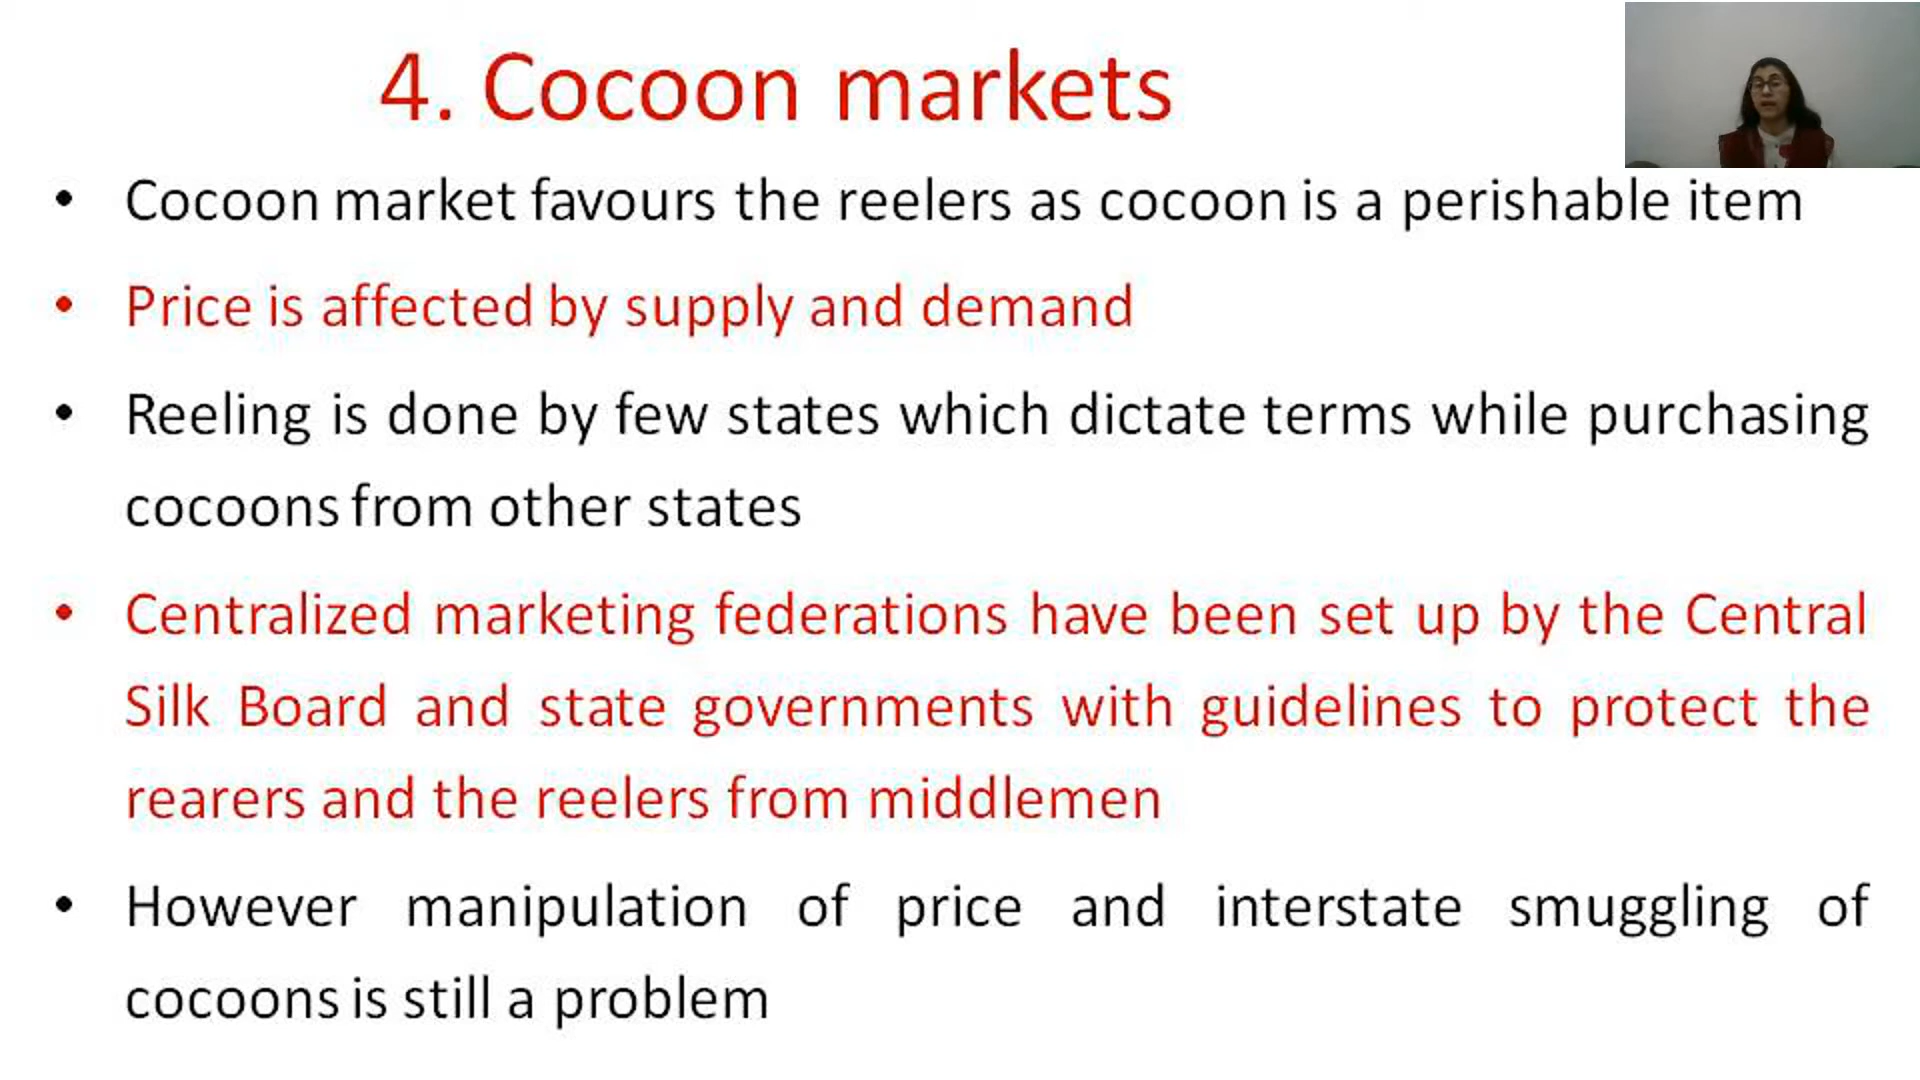 4. Cocoon markets
• Cocoon market favours the reelers as cocoon is a perishable item
• Price is affected by supply and demand
• Reeling is done by few states which dictate terms while purchasing
cocoons from other states
• Centralized marketing federations have been set up by the Central
Silk Board and state governments with guidelines to protect the
rearers and the reelers from middlemen
• However manipulation of price and interstate smuggling of
cocoons is still a problem